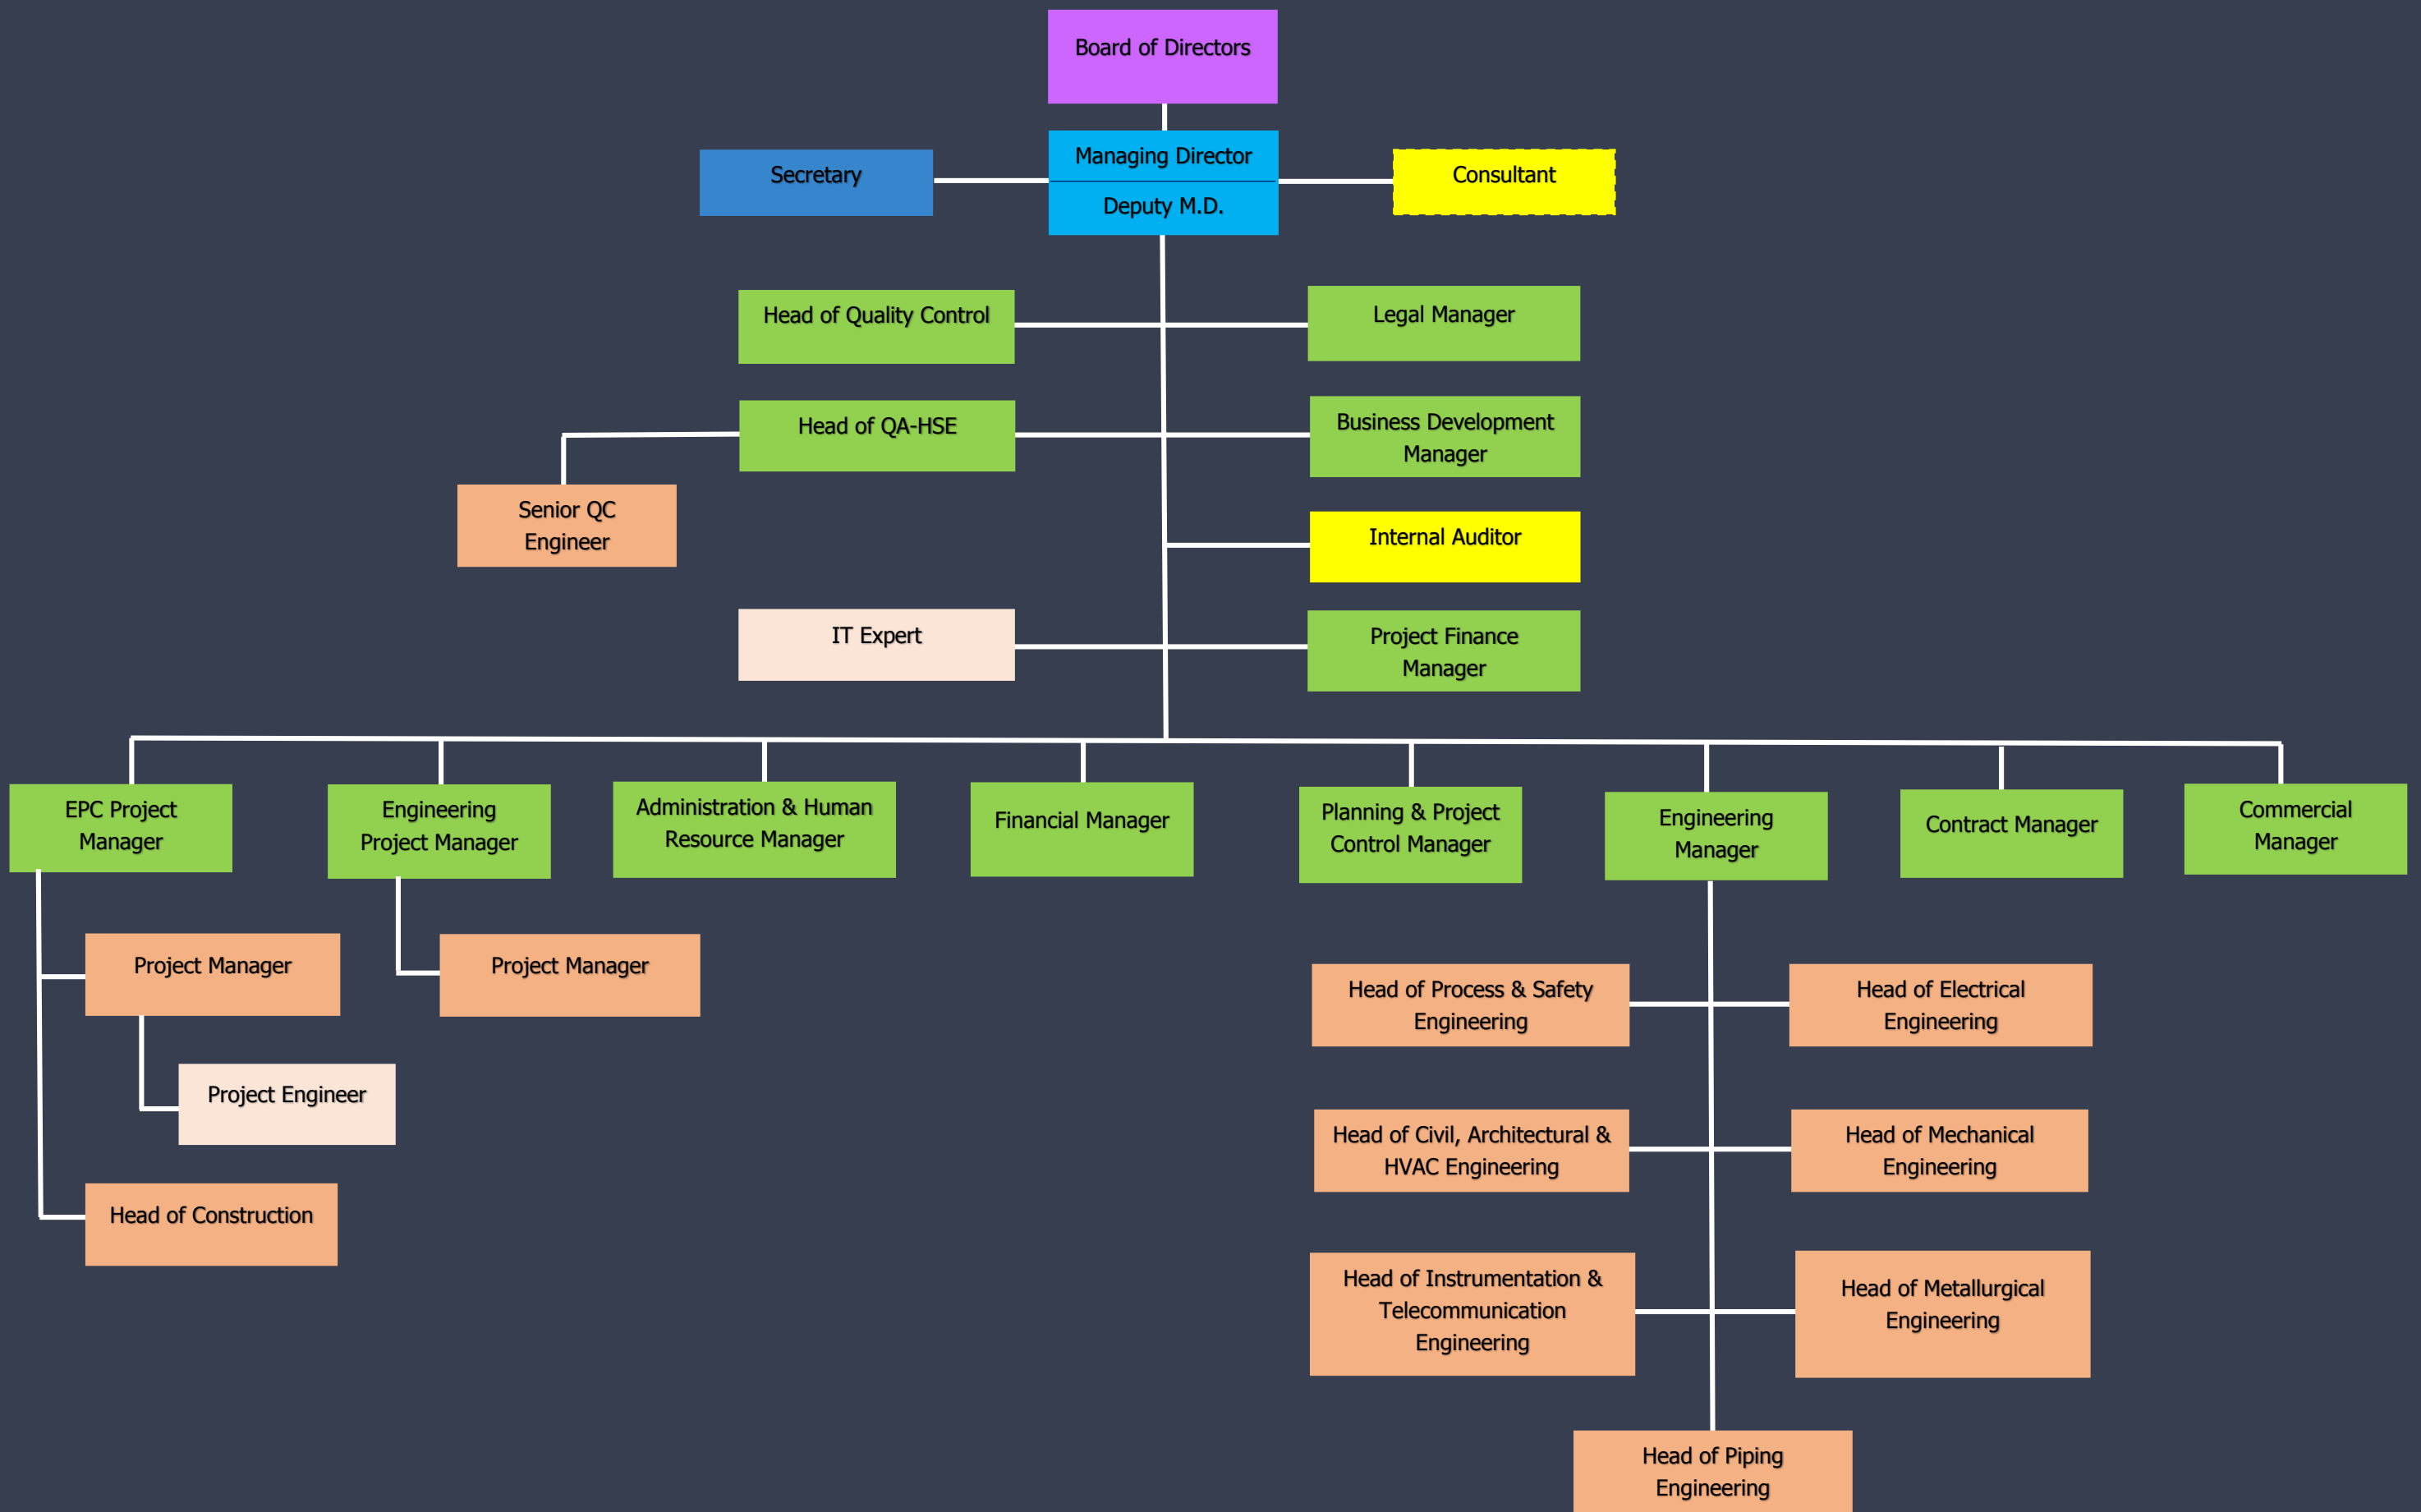 Board of Directors
Secretary
Managing Director
Deputy M.D.
Consultant
Head of Quality Control
Legal Manager
Head of QA-HSE
Business Development
Manager
Senior QC
Engineer
Internal Auditor
IT Expert
Project Finance
Manager
EPC Project
Manager
Engineering
Project Manager
Administration & Human
Resource Manager
Financial Manager
Planning & Project
Control Manager
Engineering
Manager
Contract Manager
Commercial
Manager
Project Manager
Project Manager
Head of Process & Safety
Engineering
Head of Electrical
Engineering
Project Engineer
Head of Civil, Architectural &
HVAC Engineering
Head of Mechanical
Engineering
Head of Construction
Head of Instrumentation &
Telecommunication
Engineering
Head of Metallurgical
Engineering
Head of Piping
Engineering